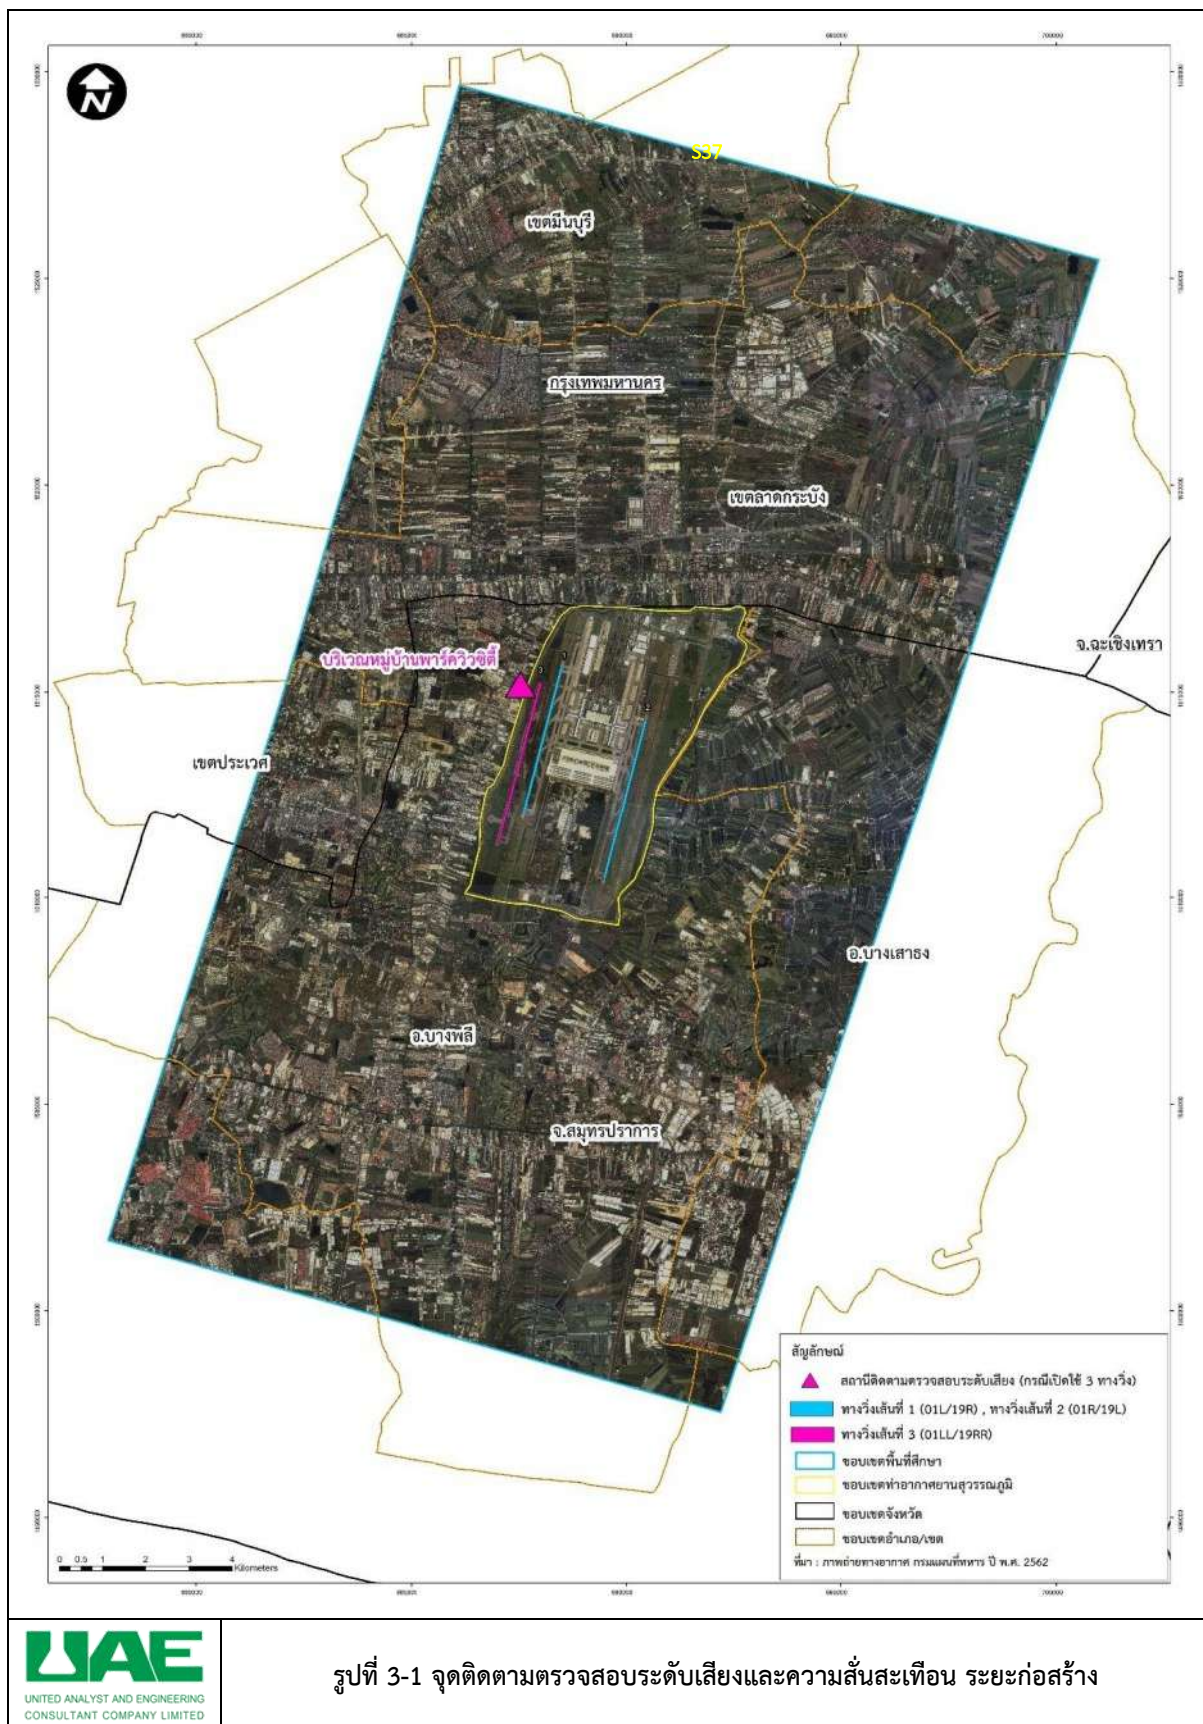 N
S37
เขตมีนบุรี
กรุงเทพมหานคร
เขตลาดกระบัง
จ.ฉะเชิงเทรา
บริเวณหมู่บ้านพาร์ควิวซิตี้
3
เขตประเวศ
อ.บางเสาธง
อ.บางพลี
จ.สมุทรปราการ
สัญลักษณ์
สถานีติดตามตรวจสอบระดับเสียง (กรณีเปิดใช้ 3 ทางวิ่ง)
ทางวิ่งเส้นที่ 1 (01L/19R) , ทางวิ่งเส้นที่ 2 (01R/19L)
ทางวิ่งเส้นที่ 3 (01LL/19RR)
ขอบเขตพื้นที่ศึกษา
ขอบเขตท่าอากาศยานสุวรรณภูมิ
ขอบเขตจังหวัด
ขอบเขตอำเภอ/เขต
ที่มา : ภาพถ่ายทางอากาศ กรมแผนที่ทหาร ปี พ.ศ. 2562
0 0.5 1 2 3 4
Kilometers
UAE
UNITED ANALYST AND ENGINEERING
CONSULTANT COMPANY LIMITED
รูปที่ 3-1 จุดติดตามตรวจสอบระดับเสียงและความสั่นสะเทือน ระยะก่อสร้าง